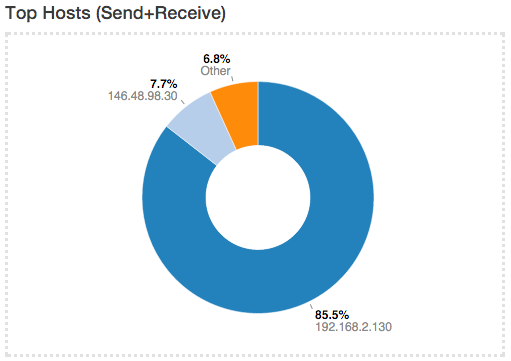 Top Hosts (Send+Receive)
6.8%
Other
7.7%
146.48.98.30
85.5%
192.168.2.130